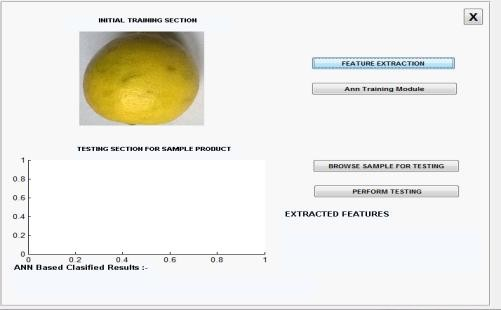 INITIAL TRAINING SECTION
X
FEATURE EXTRACTION
Ann Training Module
TESTING SECTION FOR SAMPLE PRODUCT
BROWSE SAMPLE FOR TESTING
PERFORM TESTING
EXTRACTED FEATURES
1
0.8
0.6
0.4
0.2
0
0 0.2 0.4 0.6 0.8 1
ANN Based Clasified Results :-